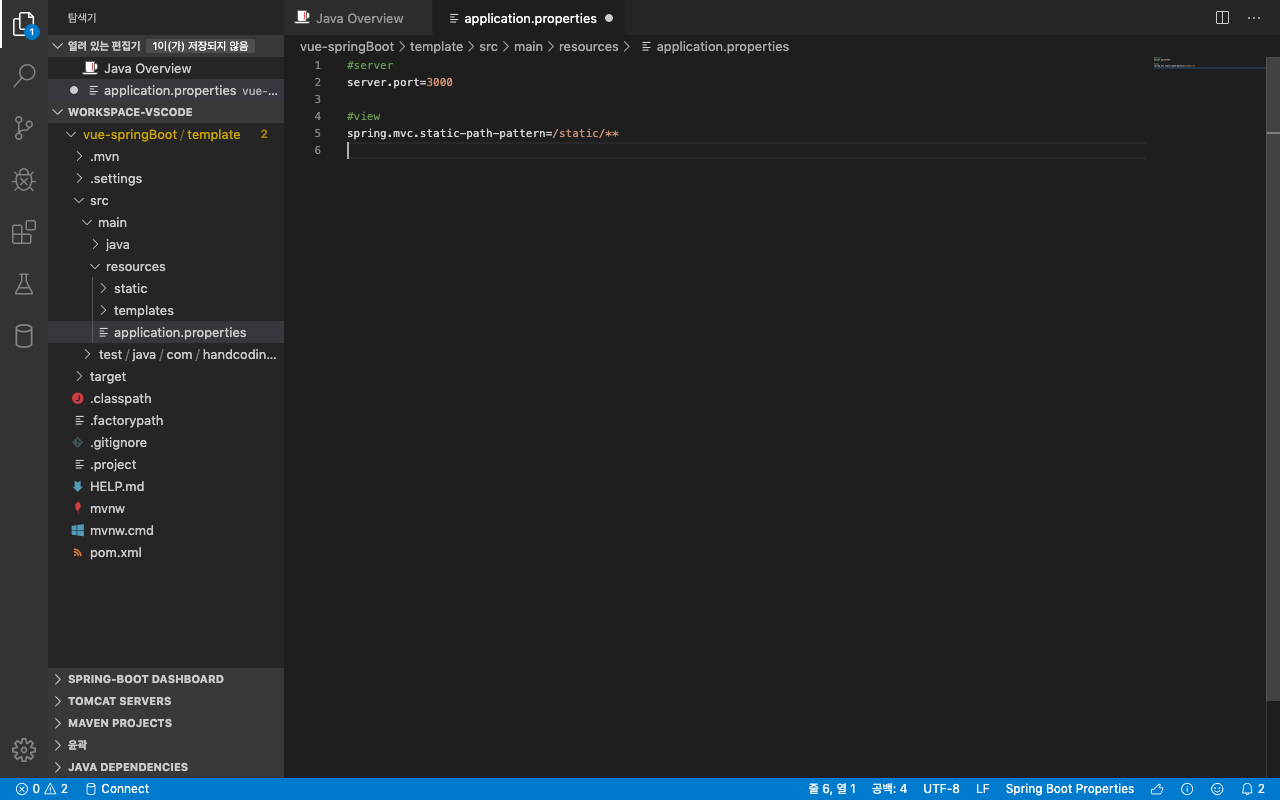 탐색기
Java Overview
application.properties
열려 있는 편집기 1이(가) 저장되지 않음
Java Overview
application.properties vue-...
WORKSPACE-VSCODE
vue-springBoot / template 2
.mvn
.settings
src
main
java
resources
static
templates
application.properties
test / java / com / handcodin...
target
.classpath
.factorypath
.gitignore
.project
HELP.md
mvnw
mvnw.cmd
pom.xml
SPRING-BOOT DASHBOARD
TOMCAT SERVERS
MAVEN PROJECTS
윤곽
JAVA DEPENDENCIES
vue-springBoot > template > src > main > resources > application.properties
1 #server
2 server.port=3000
3
4 #view
5 spring.mvc.static-path-pattern=/static/**
6
1
0 2 Connect
줄 6, 열 1 공백: 4 UTF-8 LF Spring Boot Properties 2